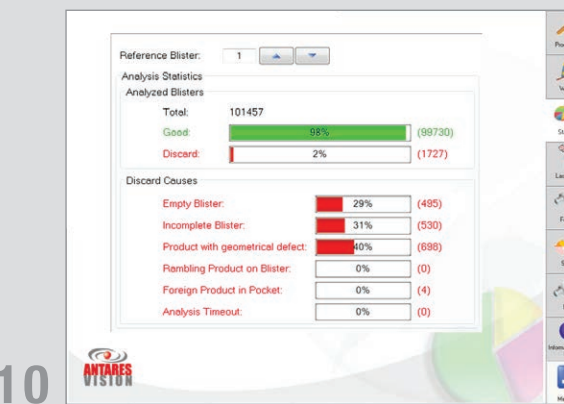 Reference Blister: 1
Analysis Statistics
Analyzed Blisters
Total: 101457
Good: 98% (99730)
Discard: 2% (1727)
Discard Causes
Empty Blister: 29% (495)
Incomplete Blister: 31% (530)
Product with geometrical defect: 40% (698)
Rambling Product on Blister: 0% (0)
Foreign Product in Pocket: 0% (4)
Analysis Timeout: 0% (0)
ANTARES
VISION
10